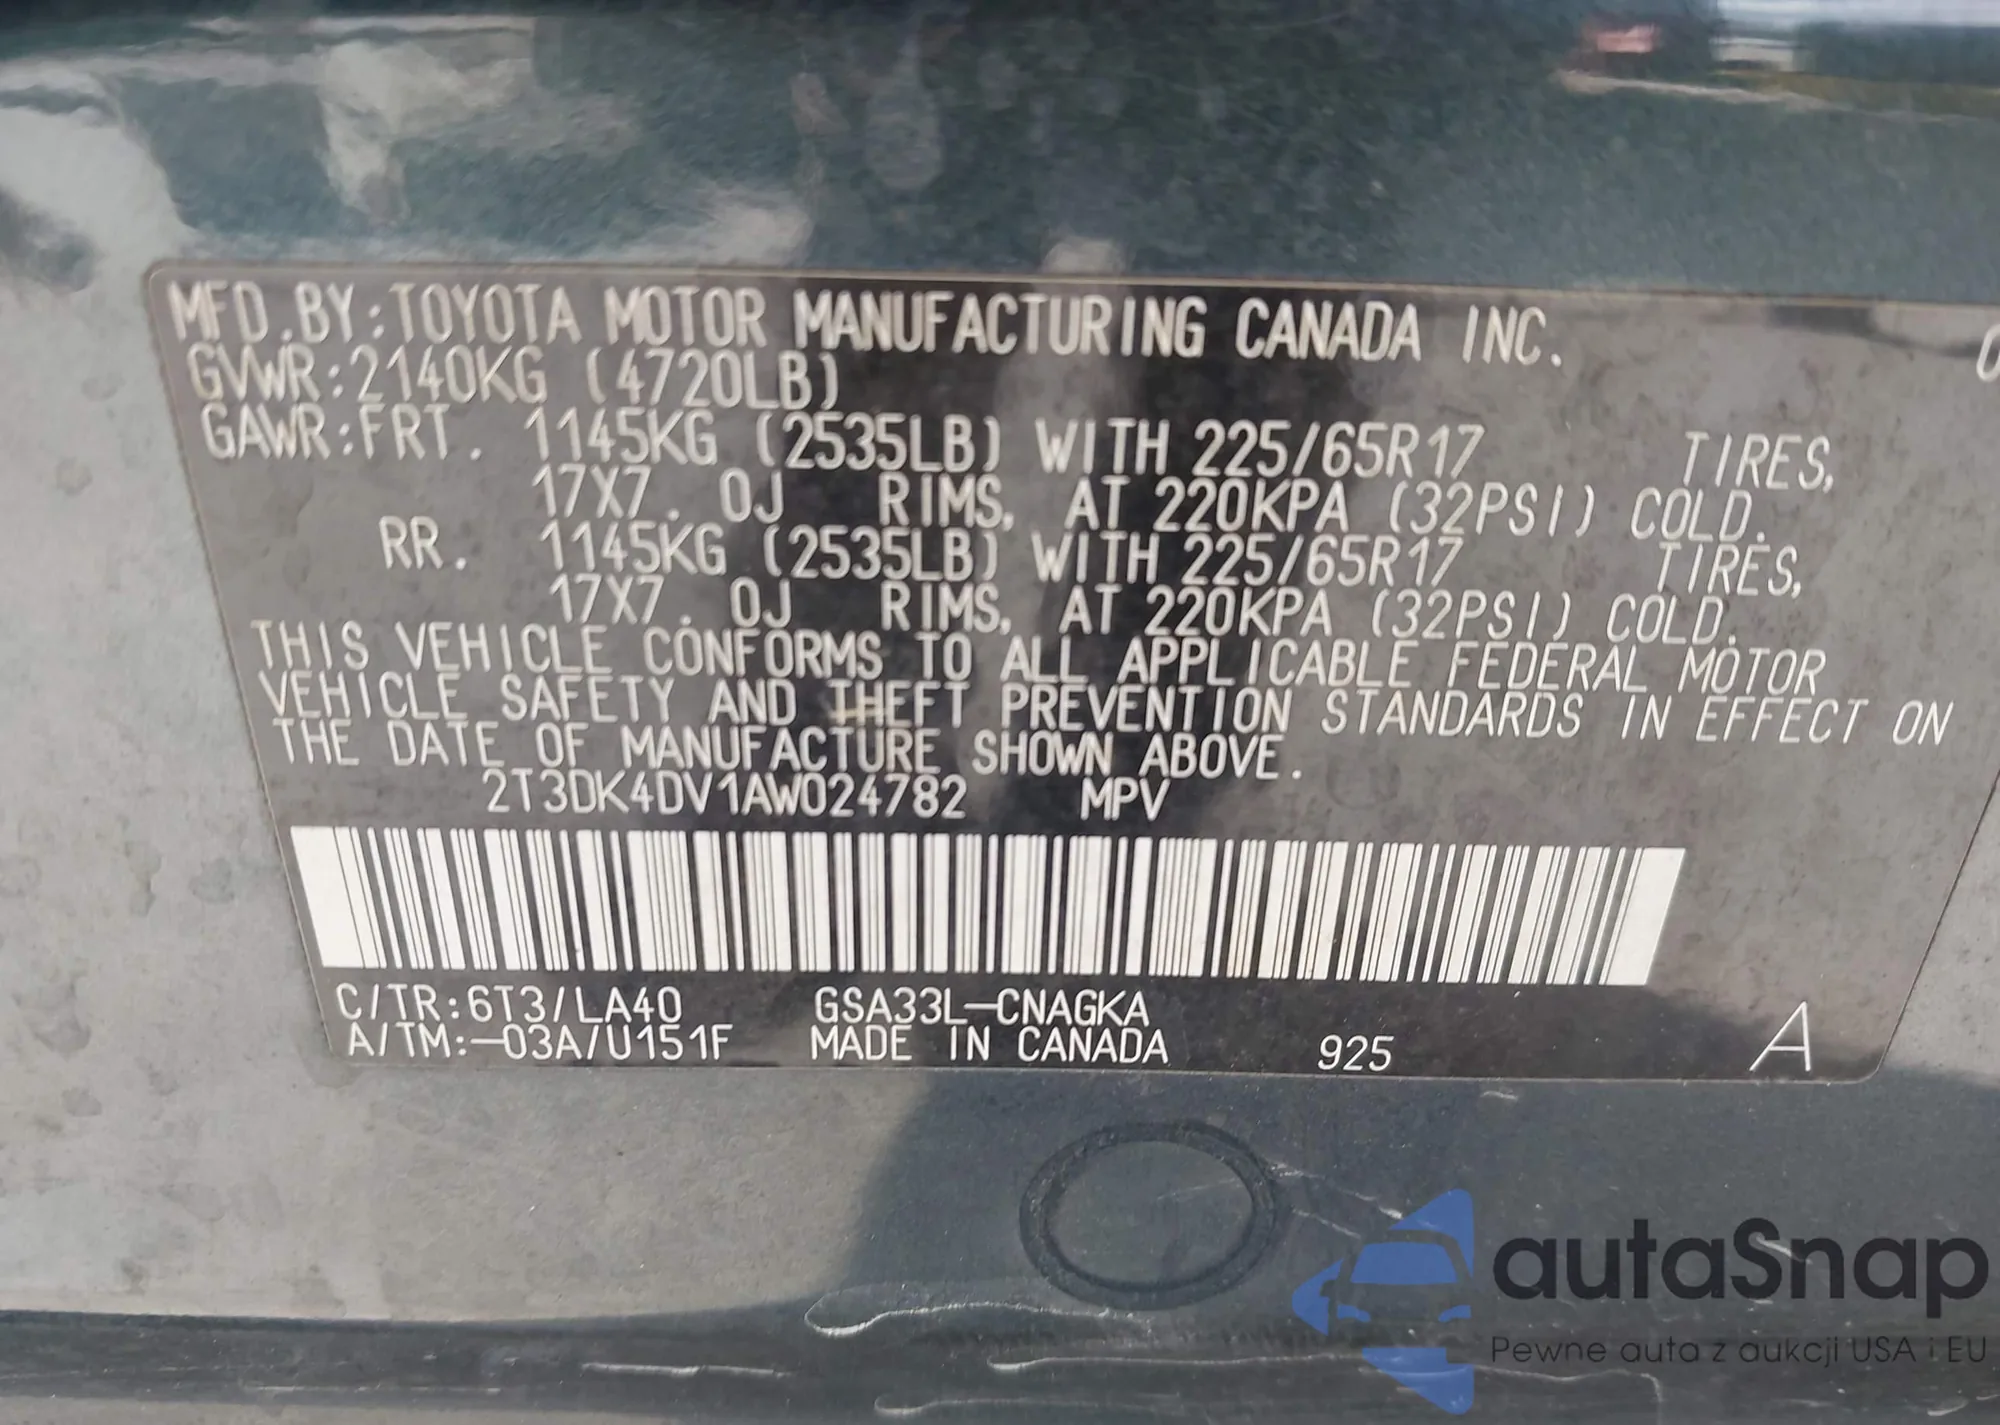 MFD.BY:TOYOTA MOTOR MANUFACTURING CANADA INC. 0
GVWR:2140KG (4720LB)
GAWR:FRT. 1145KG (2535LB) WITH 225/65R17 TIRES,
17X7. 0J RIMS, AT 220KPA (32PSI) COLD.
RR. 1145KG (2535LB) WITH 225/65R17 TIRES,
17X7. 0J RIMS, AT 220KPA (32PSI) COLD.
THIS VEHICLE CONFORMS TO ALL APPLICABLE FEDERAL MOTOR
VEHICLE SAFETY AND THEFT PREVENTION STANDARDS IN EFFECT ON
THE DATE OF MANUFACTURE SHOWN ABOVE.
2T3DK4DV1AW024782 MPV
C/TR:6T3/LA40 GSA33L-CNAGKA
A/TM:-03A/U151F MADE IN CANADA 925 A
autaSnap
Pewne auta z aukcji USA i EU